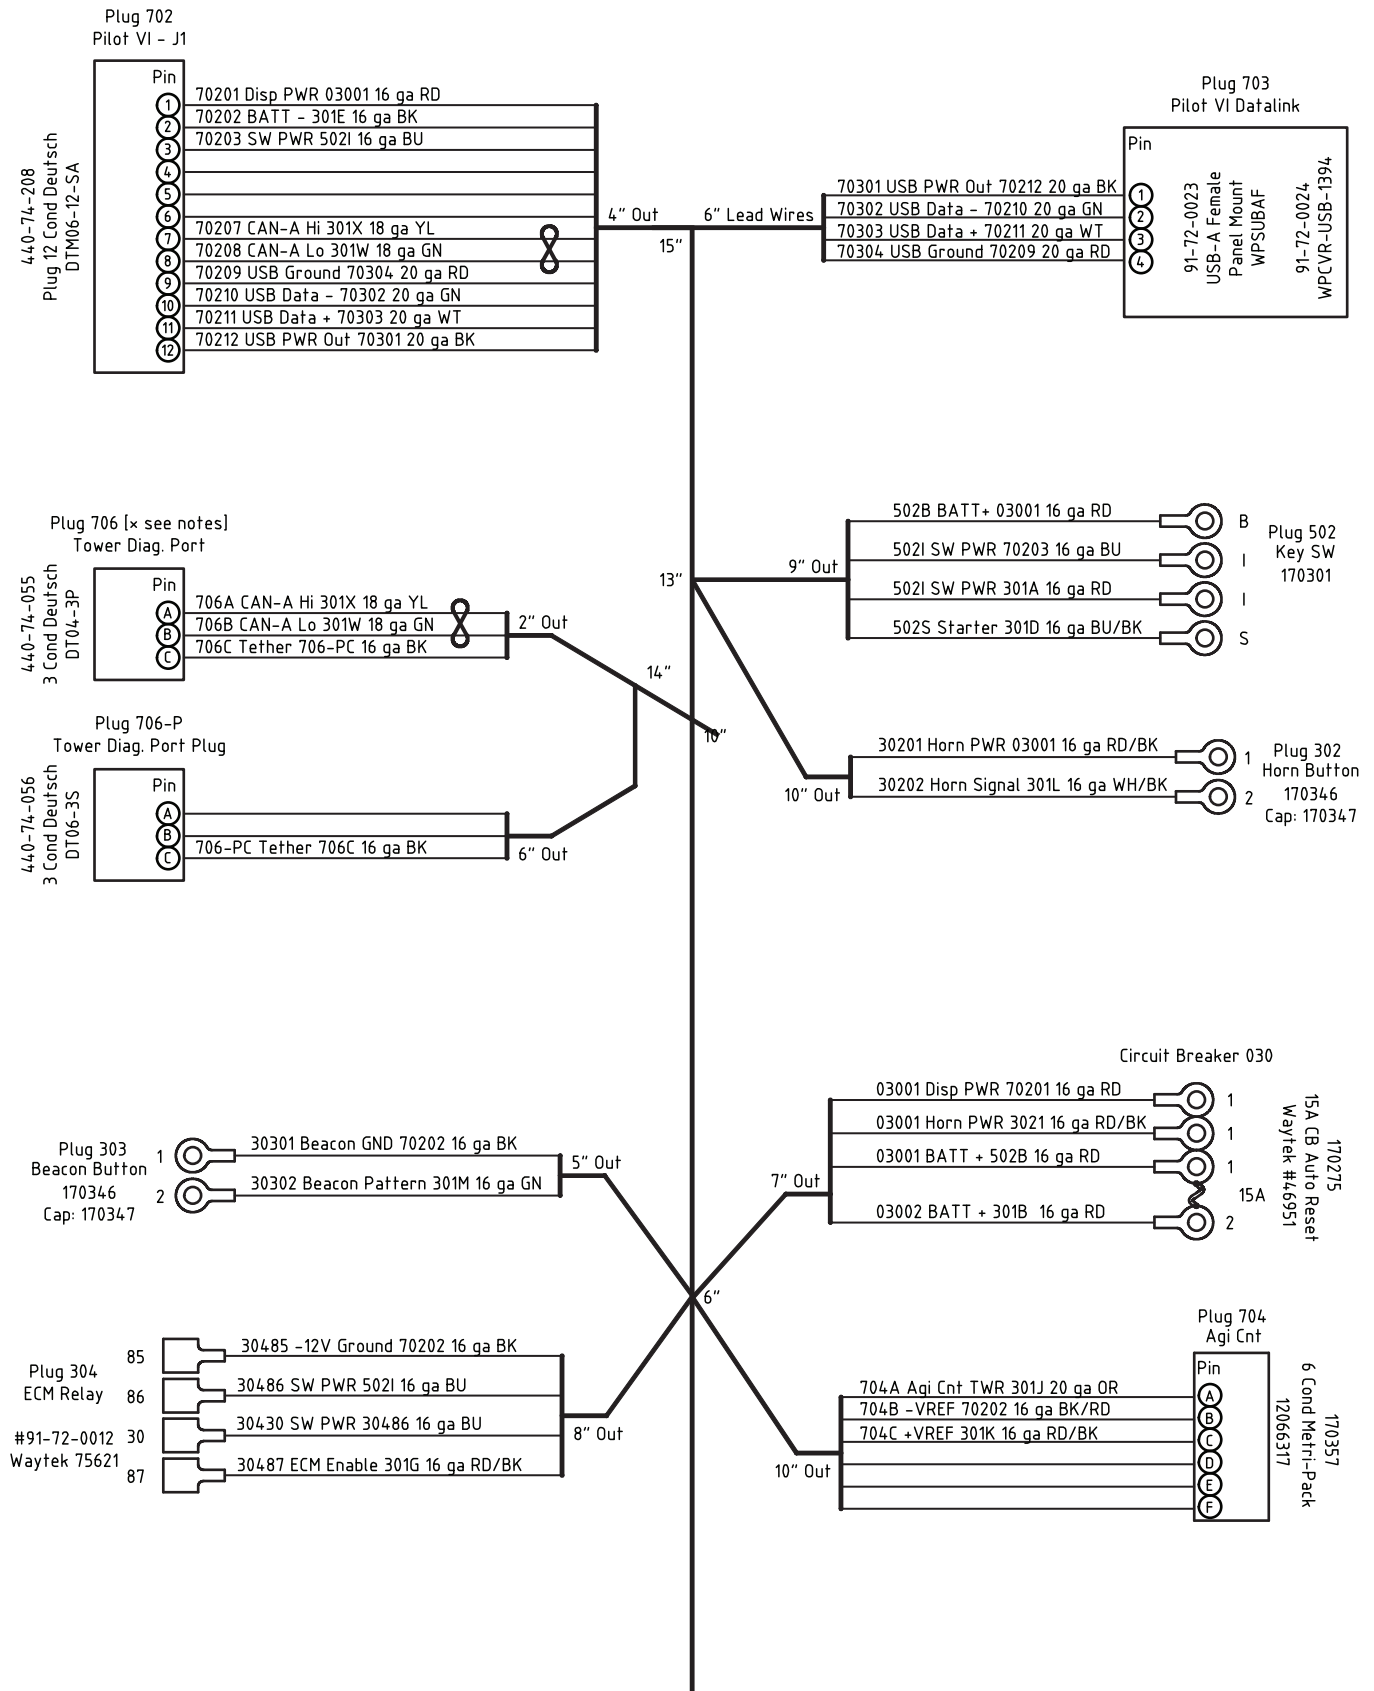 Plug 702
Pilot VI - J1
440-74-208
Plug 12 Cond Deutsch
DTM06-12-SA
Pin
1
70201 Disp PWR 03001 16 ga RD
2
70202 BATT - 301E 16 ga BK
3
70203 SW PWR 502I 16 ga BU
4
5
6
7
70207 CAN-A Hi 301X 18 ga YL
8
70208 CAN-A Lo 301W 18 ga GN
9
70209 USB Ground 70304 20 ga RD
10
70210 USB Data - 70302 20 ga GN
11
70211 USB Data + 70303 20 ga WT
12
70212 USB PWR Out 70301 20 ga BK
4" Out
15"
6" Lead Wires
Plug 703
Pilot VI Datalink
Pin
70301 USB PWR Out 70212 20 ga BK
1
70302 USB Data - 70210 20 ga GN
2
70303 USB Data + 70211 20 ga WT
3
70304 USB Ground 70209 20 ga RD
4
91-72-0023
USB-A Female
Panel Mount
WPSUBAF
91-72-0024
WPCVR-USB-1394
Plug 706 [× see notes]
Tower Diag. Port
440-74-055
3 Cond Deutsch
DT04-3P
Pin
A
706A CAN-A Hi 301X 18 ga YL
B
706B CAN-A Lo 301W 18 ga GN
C
706C Tether 706-PC 16 ga BK
2" Out
14"
10"
13"
9" Out
502B BATT+ 03001 16 ga RD
B
502I SW PWR 70203 16 ga BU
I
502I SW PWR 301A 16 ga RD
I
502S Starter 301D 16 ga BU/BK
S
Plug 502
Key SW
170301
Plug 706-P
Tower Diag. Port Plug
440-74-056
3 Cond Deutsch
DT06-3S
Pin
A
B
C
706-PC Tether 706C 16 ga BK
6" Out
10" Out
30201 Horn PWR 03001 16 ga RD/BK
1
30202 Horn Signal 301L 16 ga WH/BK
2
Plug 302
Horn Button
170346
Cap: 170347
Plug 303
Beacon Button
170346
Cap: 170347
1
30301 Beacon GND 70202 16 ga BK
2
30302 Beacon Pattern 301M 16 ga GN
5" Out
Circuit Breaker 030
7" Out
03001 Disp PWR 70201 16 ga RD
1
03001 Horn PWR 3021 16 ga RD/BK
1
03001 BATT + 502B 16 ga RD
1
15A
03002 BATT + 301B 16 ga RD
2
170275
15A CB Auto Reset
Waytek #46951
6"
Plug 304
ECM Relay
#91-72-0012
Waytek 75621
85
30485 -12V Ground 70202 16 ga BK
86
30486 SW PWR 502I 16 ga BU
30
30430 SW PWR 30486 16 ga BU
87
30487 ECM Enable 301G 16 ga RD/BK
8" Out
Plug 704
Agi Cnt
Pin
10" Out
704A Agi Cnt TWR 301J 20 ga OR
A
704B -VREF 70202 16 ga BK/RD
B
704C +VREF 301K 16 ga RD/BK
C
D
E
F
170357
6 Cond Metri-Pack
12066317